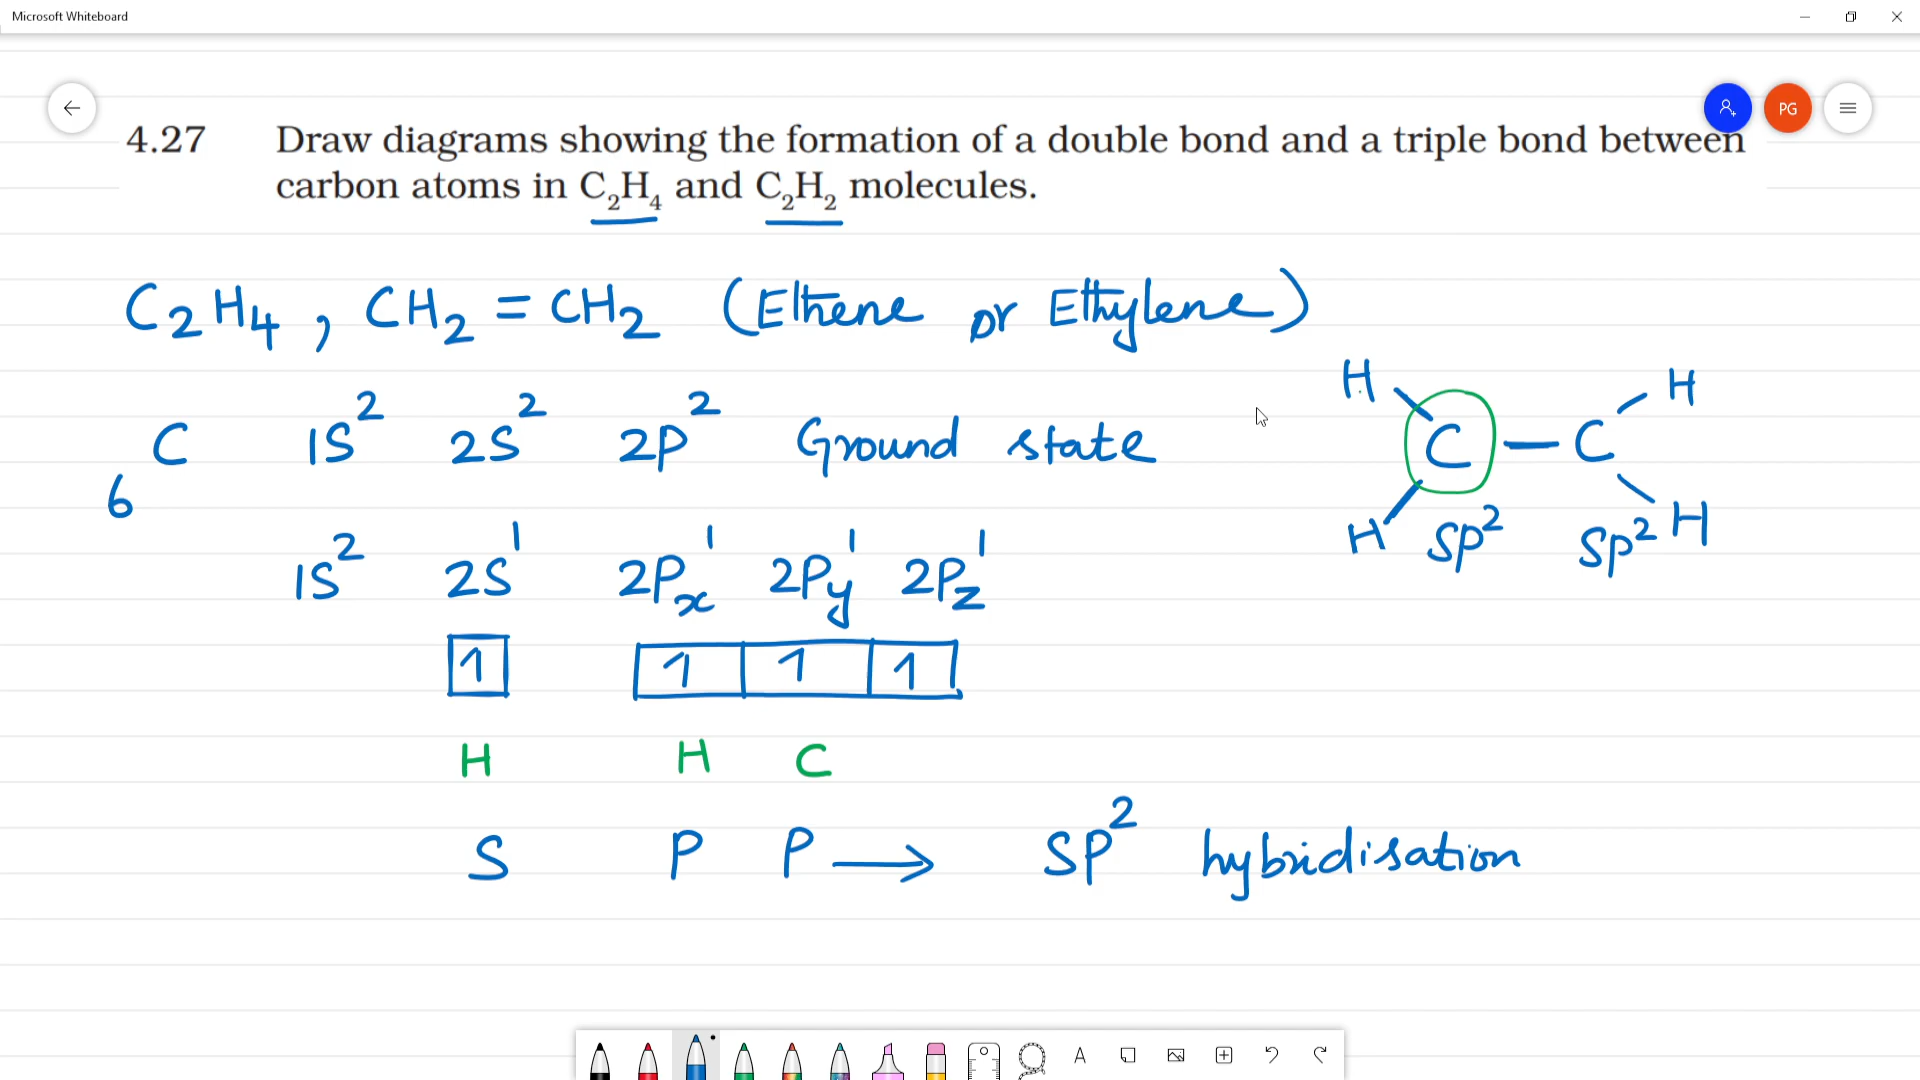 Microsoft Whiteboard
PG
4.27 Draw diagrams showing the formation of a double bond and a triple bond between
carbon atoms in C₂H₄ and C₂H₂ molecules.
C₂H₄ , CH₂ = CH₂ (Ethene or Ethylene)
₆C 1S² 2S² 2P² Ground state
1S² 2S¹ 2Pₓ¹ 2Py¹ 2Pz¹
1 1 1 1
H H C
S P P → SP² hybridisation
H H
C — C
H SP² SP² H
A